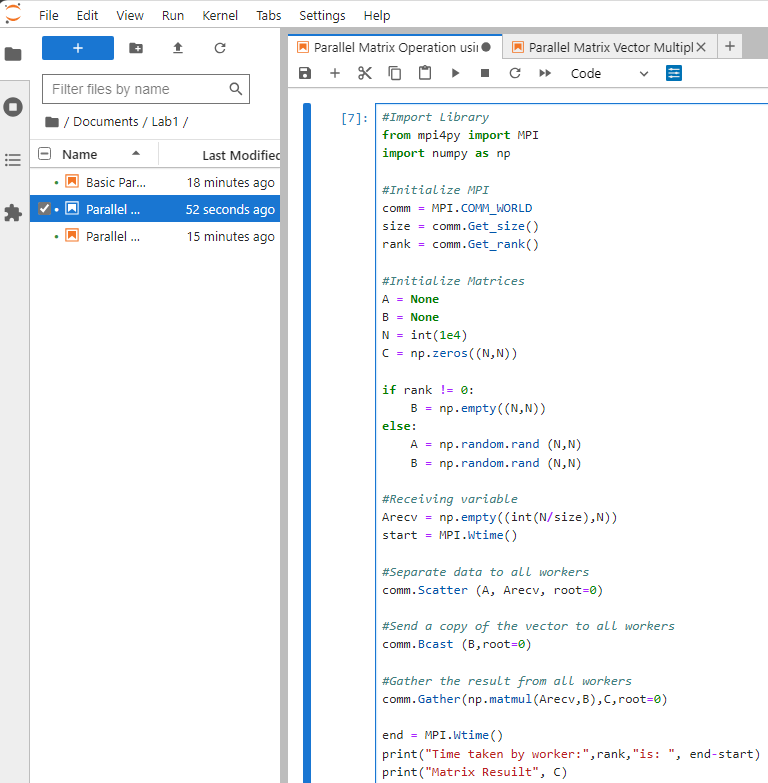 File Edit View Run Kernel Tabs Settings Help
Filter files by name
/ Documents / Lab1 /
Name Last Modified
Basic Par... 18 minutes ago
Parallel ... 52 seconds ago
Parallel ... 15 minutes ago
Parallel Matrix Operation usin
Parallel Matrix Vector Multipl
Code
[7]:
#Import Library
from mpi4py import MPI
import numpy as np
#Initialize MPI
comm = MPI.COMM_WORLD
size = comm.Get_size()
rank = comm.Get_rank()
#Initialize Matrices
A = None
B = None
N = int(1e4)
C = np.zeros((N,N))
if rank != 0:
B = np.empty((N,N))
else:
A = np.random.rand (N,N)
B = np.random.rand (N,N)
#Receiving variable
Arecv = np.empty((int(N/size),N))
start = MPI.Wtime()
#Separate data to all workers
comm.Scatter (A, Arecv, root=0)
#Send a copy of the vector to all workers
comm.Bcast (B,root=0)
#Gather the result from all workers
comm.Gather(np.matmul(Arecv,B),C,root=0)
end = MPI.Wtime()
print("Time taken by worker:",rank,"is: ", end-start)
print("Matrix Resuilt", C)